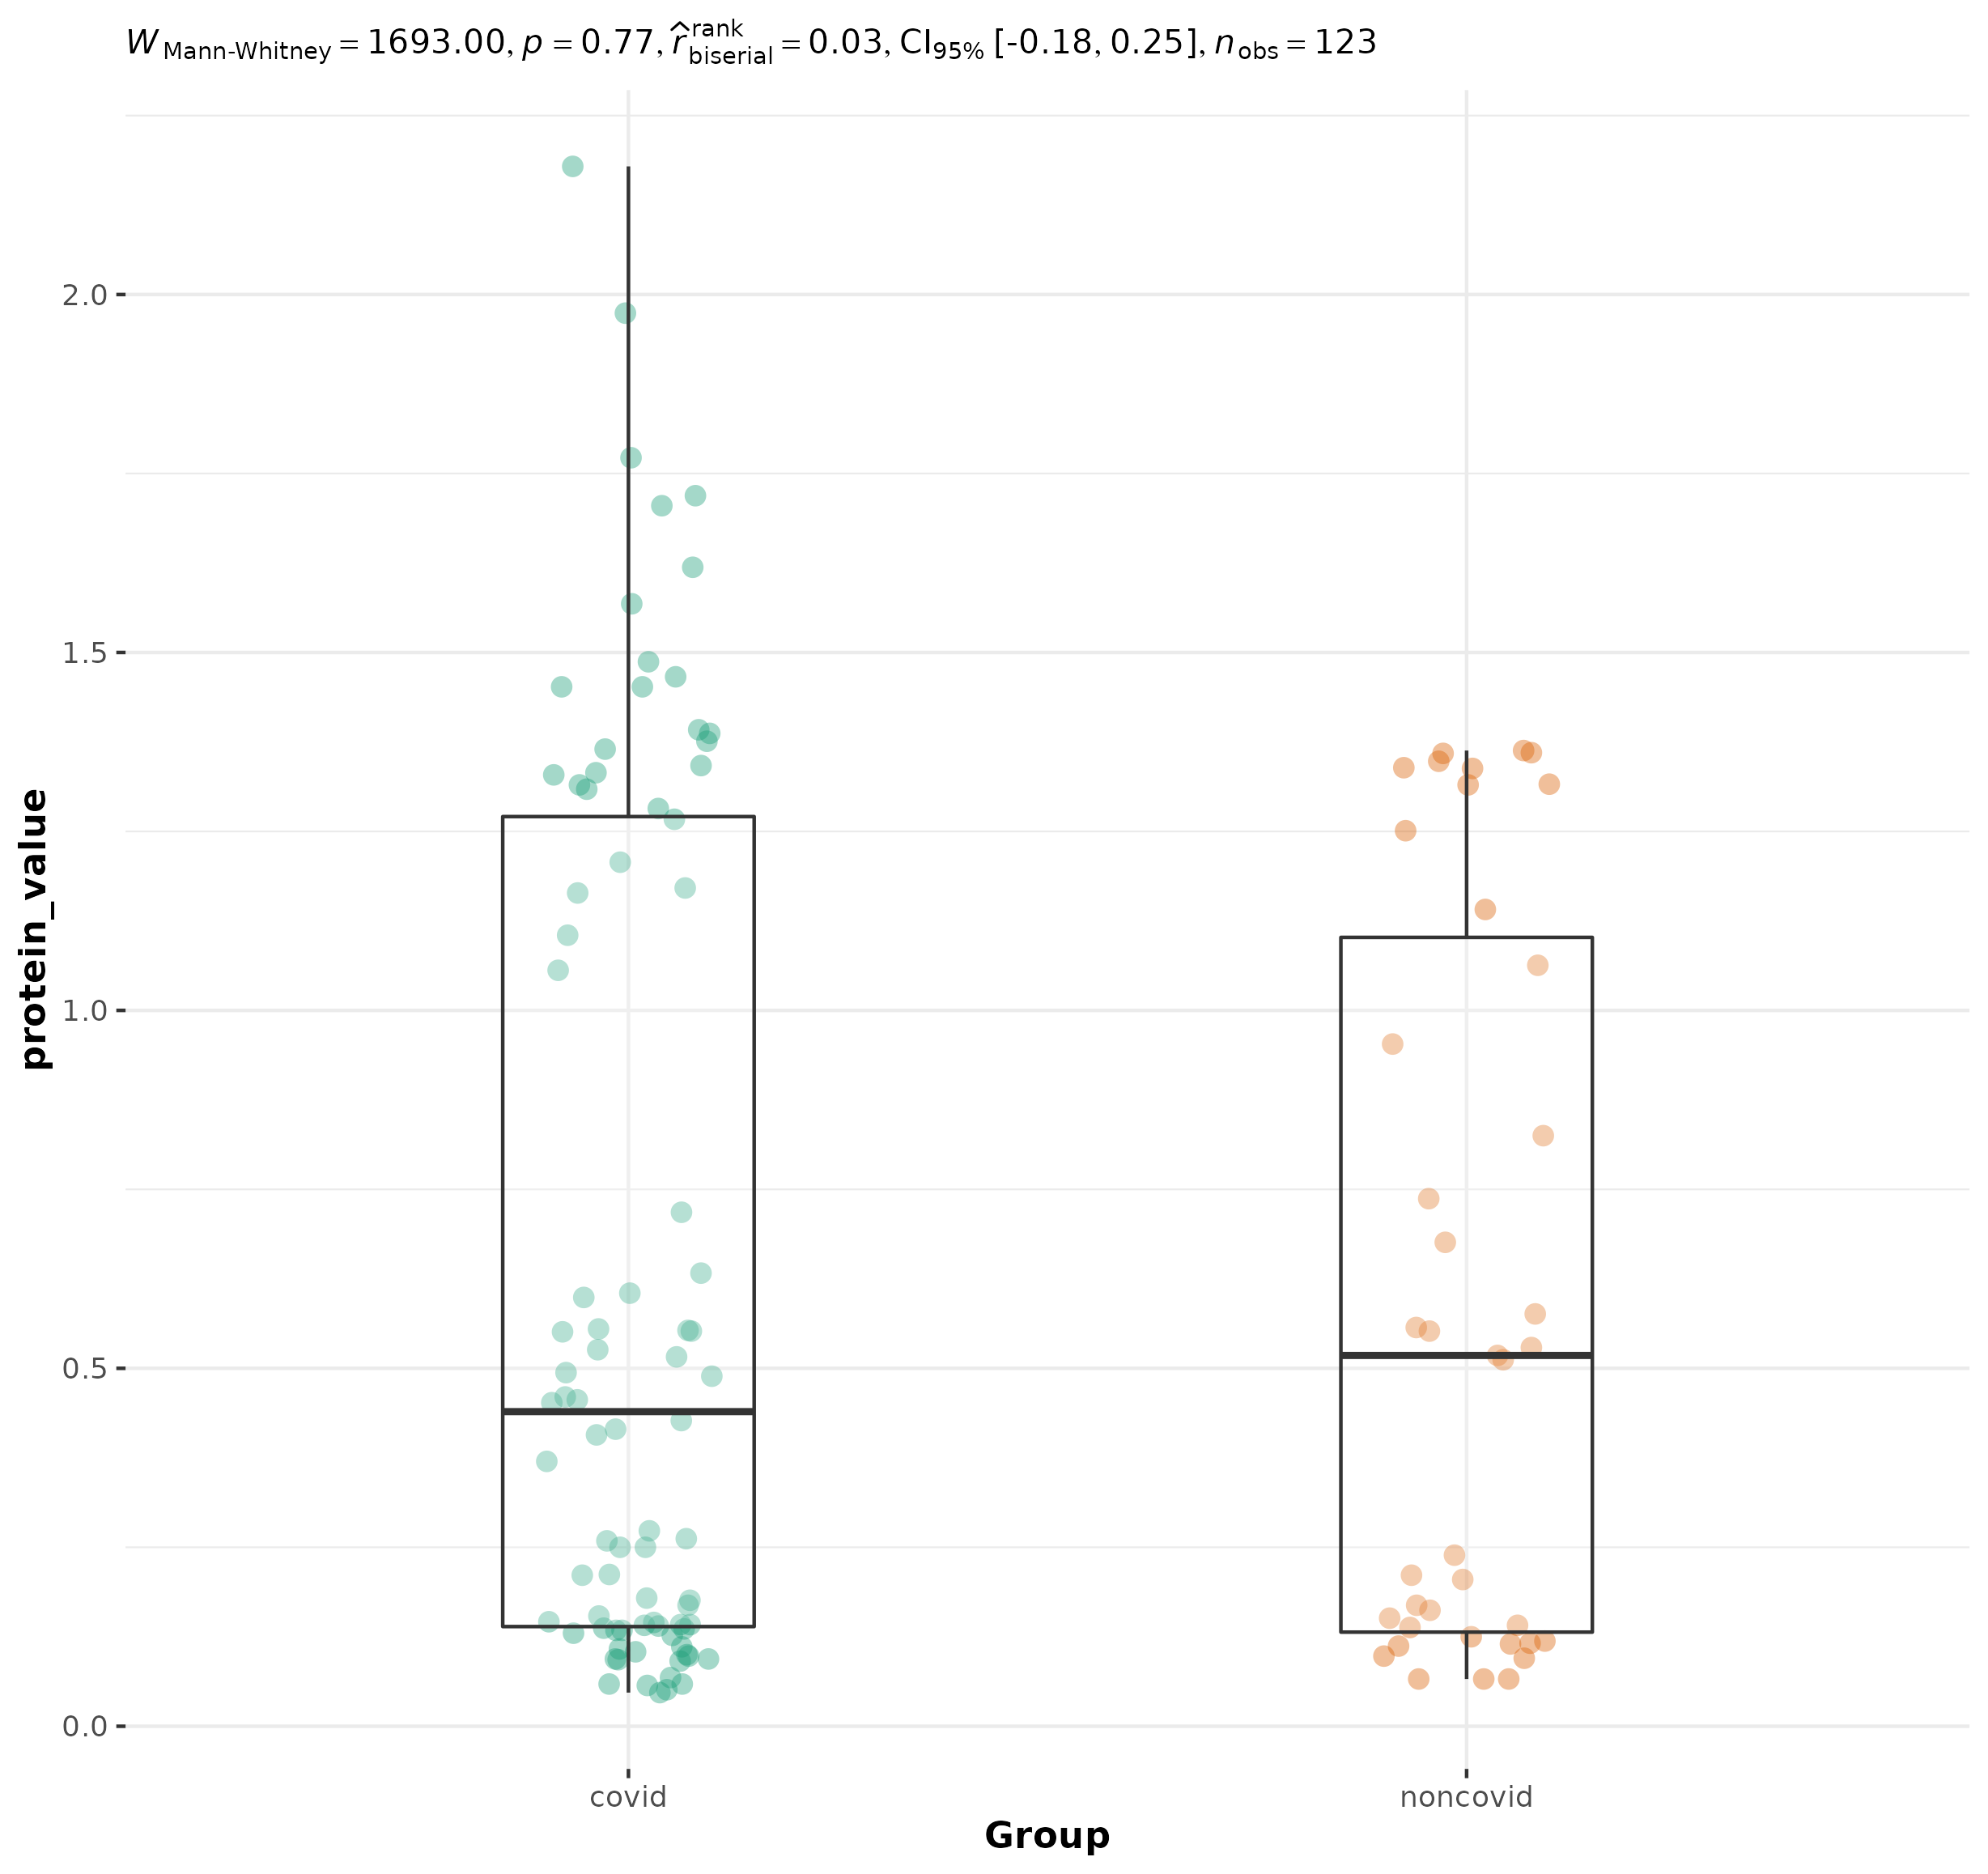 W Mann-Whitney = 1693.00, p = 0.77, r̂ rank biserial = 0.03, CI95% [-0.18, 0.25], n obs = 123
2.0
1.5
1.0
0.5
0.0
protein_value
covid noncovid
Group